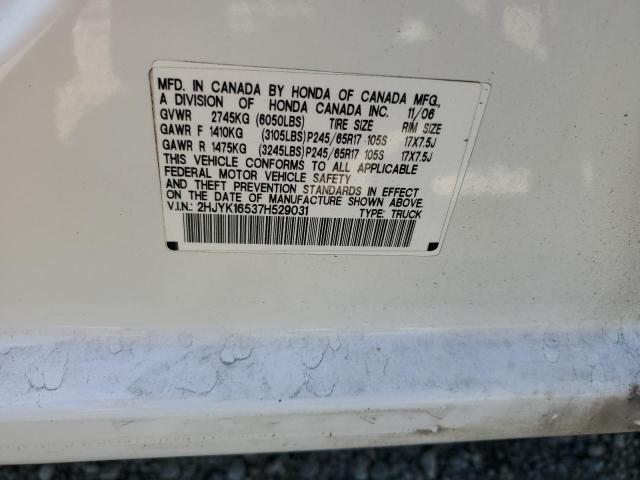 MFD. IN CANADA BY HONDA OF CANADA MFG.,
A DIVISION OF HONDA CANADA INC. 11/06
GVWR 2745KG (6050LBS) TIRE SIZE RIM SIZE
GAWR F 1410KG (3105LBS) P245/65R17 105S 17X7.5J
GAWR R 1475KG (3245LBS) P245/65R17 105S 17X7.5J
THIS VEHICLE CONFORMS TO ALL APPLICABLE
FEDERAL MOTOR VEHICLE SAFETY
AND THEFT PREVENTION STANDARDS IN EFFECT
ON THE DATE OF MANUFACTURE SHOWN ABOVE.
V.I.N.: 2HJYK16537H529031 TYPE: TRUCK